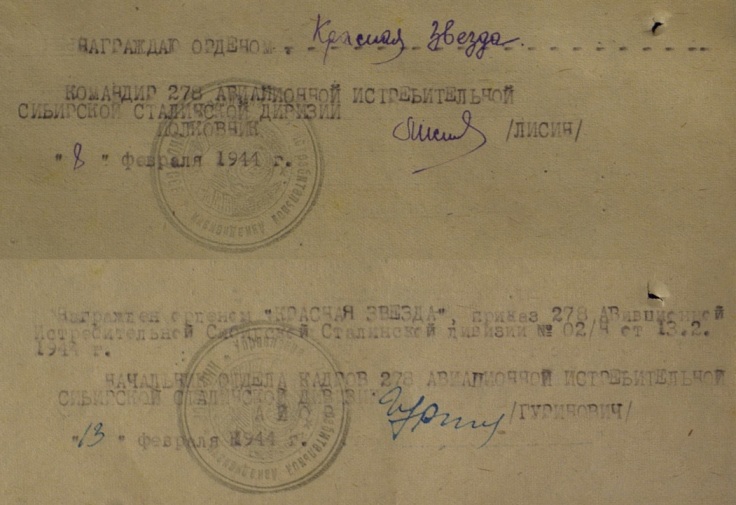 НАГРАЖДАЮ ОРДЕНОМ Красная Звезда
КОМАНДИР 278 АВИАЦИОННОЙ ИСТРЕБИТЕЛЬНОЙ
СИБИРСКОЙ СТАЛИНСКОЙ ДИВИЗИИ
ПОЛКОВНИК /ЛИСИН/
" 8 " февраля 1944 г.
Награжден орденом "КРАСНАЯ ЗВЕЗДА", приказ 278 Авиационной
Истребительной Сибирской Сталинской дивизии № 02/Н от 13.2.
1944 г.
НАЧАЛЬНИК ОТДЕЛА КАДРОВ 278 АВИАЦИОННОЙ ИСТРЕБИТЕЛЬНОЙ
СИБИРСКОЙ СТАЛИНСКОЙ ДИВИЗИИ
/ГУРИНОВИЧ/
"13" февраля 1944 г.